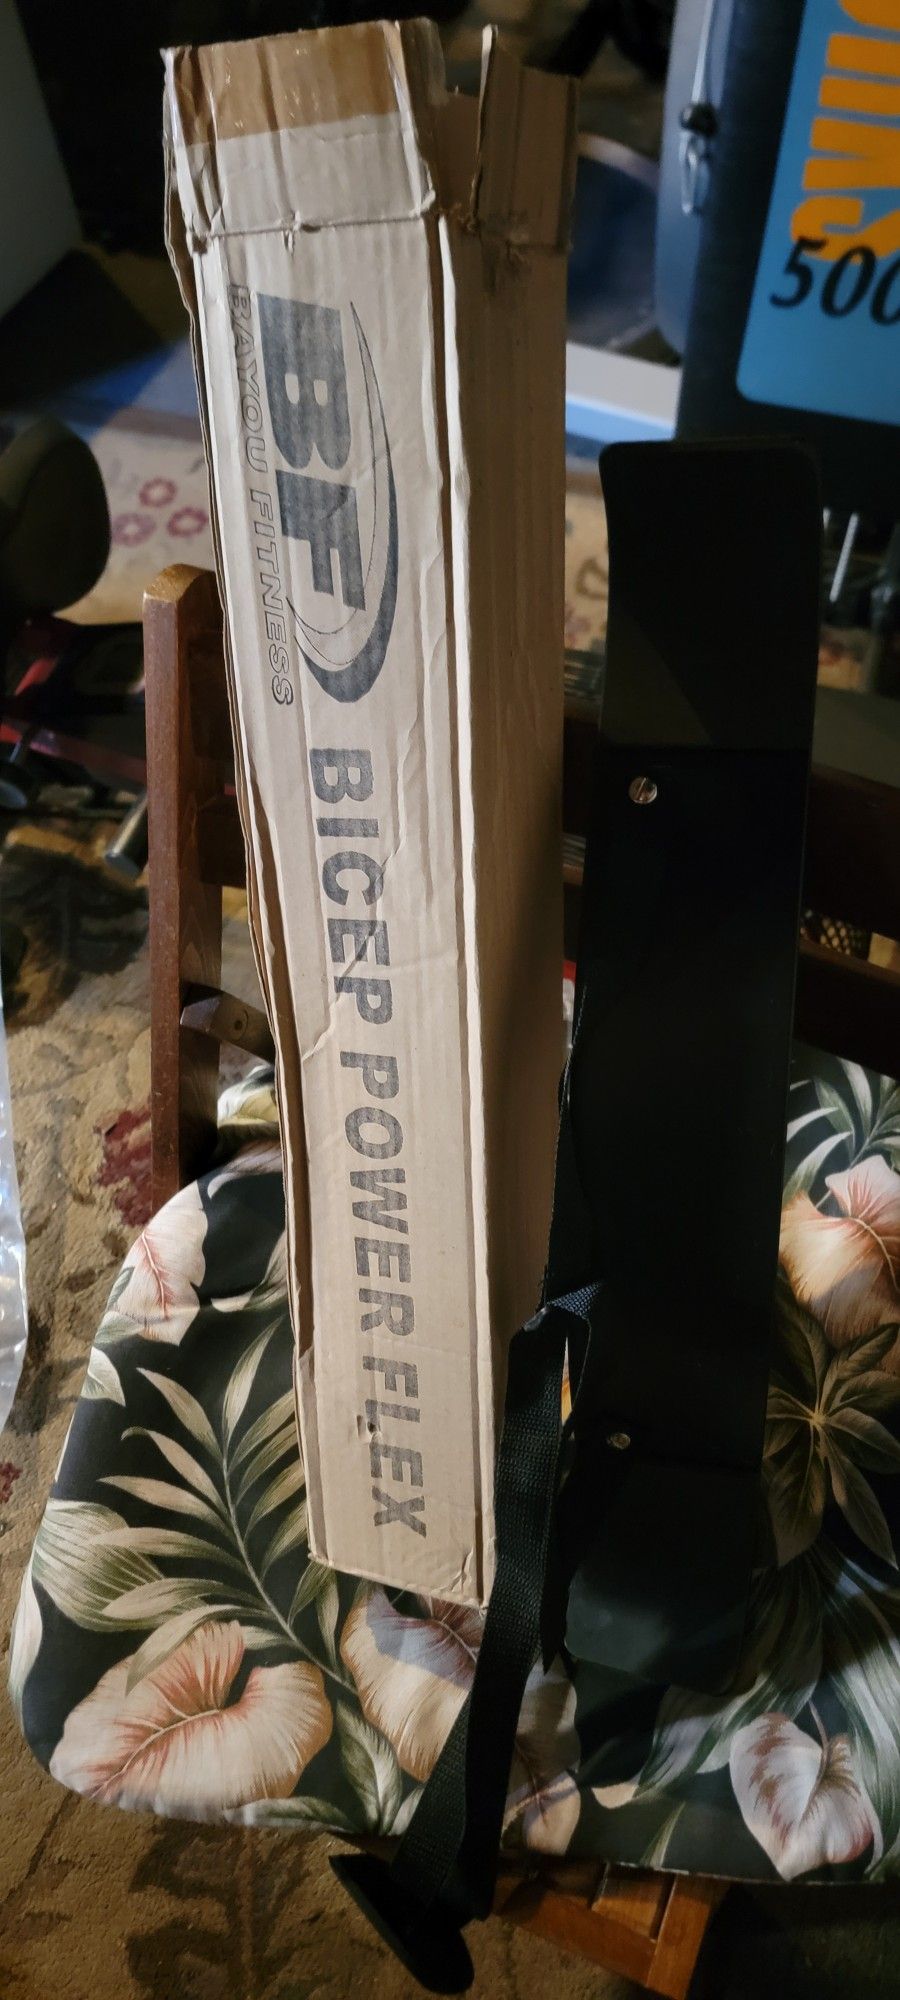 BF
BAYOU FITNESS
BICEP POWER FLEX
500